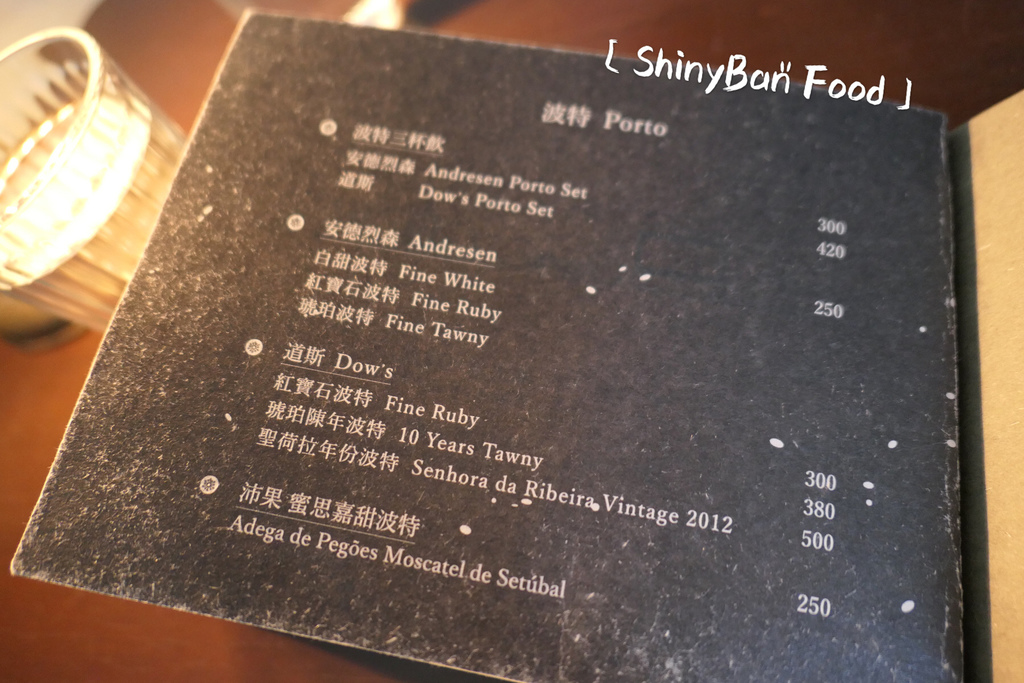 [ ShinyBan Food ]
波特 Porto
波特三杯飲
安德烈森 Andresen Porto Set 300
道斯 Dow's Porto Set 420
安德烈森 Andresen
白甜波特 Fine White 250
紅寶石波特 Fine Ruby
琥珀波特 Fine Tawny
道斯 Dow's
紅寶石波特 Fine Ruby 300
琥珀陳年波特 10 Years Tawny 380
聖荷拉年份波特 Senhora da Ribeira Vintage 2012 500
沛果 蜜思嘉甜波特
Adega de Pegões Moscatel de Setúbal 250